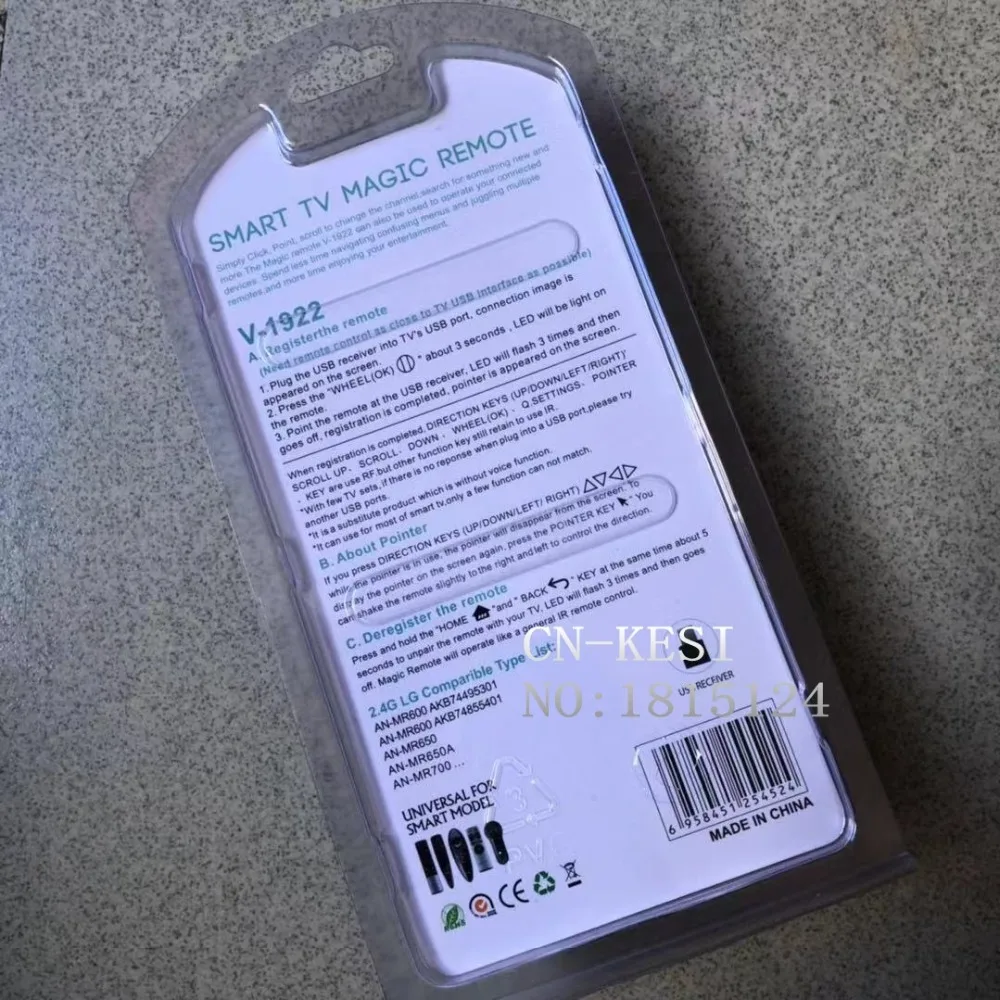 SMART TV MAGIC REMOTE
Simply Click, Point, scroll to change the channel,search for something new and
more.The Magic remote V-1922 qan also be used to operate your connected
devices. Spend less time navigating confusing menus and juggling multiple
remotes,and more time enjoying your entertainment.
V-1922
A. Registerthe remote
(Need remote control as close to TV USB Interface as possible)
1. Plug the USB receiver into TV's USB port, connection image is
appeared on the screen.
2. Press the "WHEEL(OK) " about 3 seconds , LED will be light on
the remote.
3. Point the remote at the USB receiver, LED will flash 3 times and then
goes off, registration is completed, pointer is appeared on the screen.
When registration is completed, DIRECTION KEYS (UP/DOWN/LEFT/RIGHT)'
SCROLL UP、 SCROLL、 DOWN 、 WHEEL(OK) 、 Q.SETTINGS、 POINTER
、 KEY are use RF,but other function key still retain to use IR.
*With few TV sets, if there is no reponse when plug into a USB port,please try
another USB ports.
*It is a substitute product which is without voice function.
*It can use for most of smart tv,only a few function can not match.
B. About Pointer
If you press DIRECTION KEYS (UP/DOWN/LEFT/ RIGHT) △▽◁▷
while the pointer is in use, the pointer will disappear from the screen. To
display the pointer on the screen again, press the POINTER KEY " You
can shake the remote slightly to the right and left to control the direction.
C. Deregister the remote
Press and hold the "HOME "and " BACK " KEY at the same time about 5
seconds to unpair the remote with your TV, LED will flash 3 times and then goes
off. Magic Remote will operate like a general IR remote control.
2.4G LG Comparible Type List:
AN-MR600 AKB74495301
AN-MR600 AKB74855401
AN-MR650
AN-MR650A
AN-MR700 ...
CN-KESI
NO:1815124
RECEIVER
UNIVERSAL FOR
SMART MODEL
3
PVC
6 958451 254524
MADE IN CHINA
CE